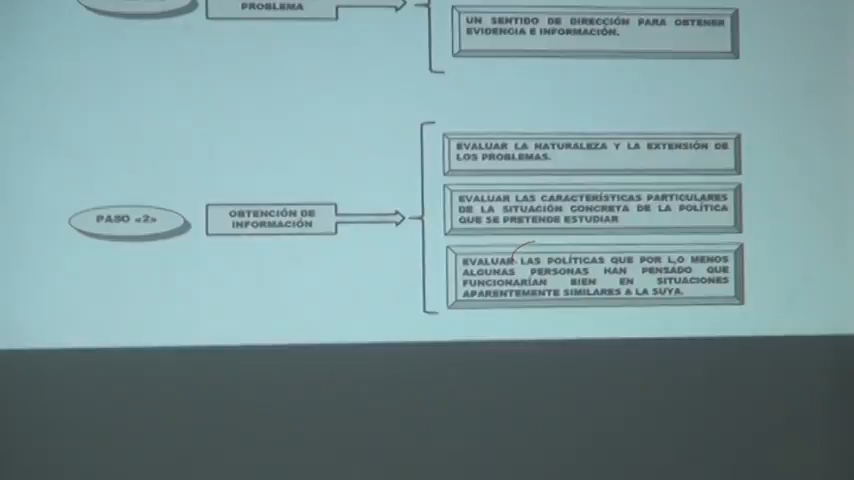 PROBLEMA
UN SENTIDO DE DIRECCIÓN PARA OBTENER
EVIDENCIA E INFORMACIÓN.
EVALUAR LA NATURALEZA Y LA EXTENSIÓN DE
LOS PROBLEMAS.
PASO «2»
OBTENCIÓN DE
INFORMACIÓN
EVALUAR LAS CARACTERÍSTICAS PARTICULARES
DE LA SITUACIÓN CONCRETA DE LA POLÍTICA
QUE SE PRETENDE ESTUDIAR
EVALUAR LAS POLÍTICAS QUE POR L,O MENOS
ALGUNAS PERSONAS HAN PENSADO QUE
FUNCIONARÍAN BIEN EN SITUACIONES
APARENTEMENTE SIMILARES A LA SUYA.